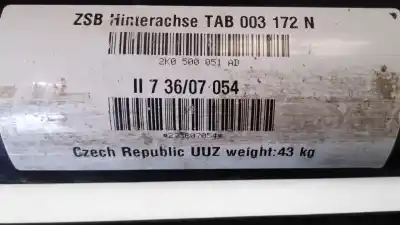 ZSB Hinterachse TAB 003 172 N
2K0 500 051 AD
II 7 36/07 054
*273607054*
Czech Republic UUZ weight:43 kg